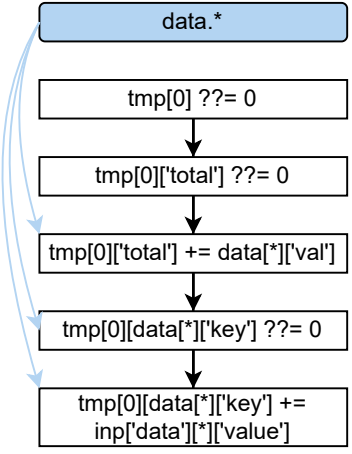 data.*
tmp[0] ??= 0
tmp[0]['total'] ??= 0
tmp[0]['total'] += data[*]['val']
tmp[0][data[*]['key'] ??= 0
tmp[0][data[*]['key'] +=
inp['data'][*]['value']